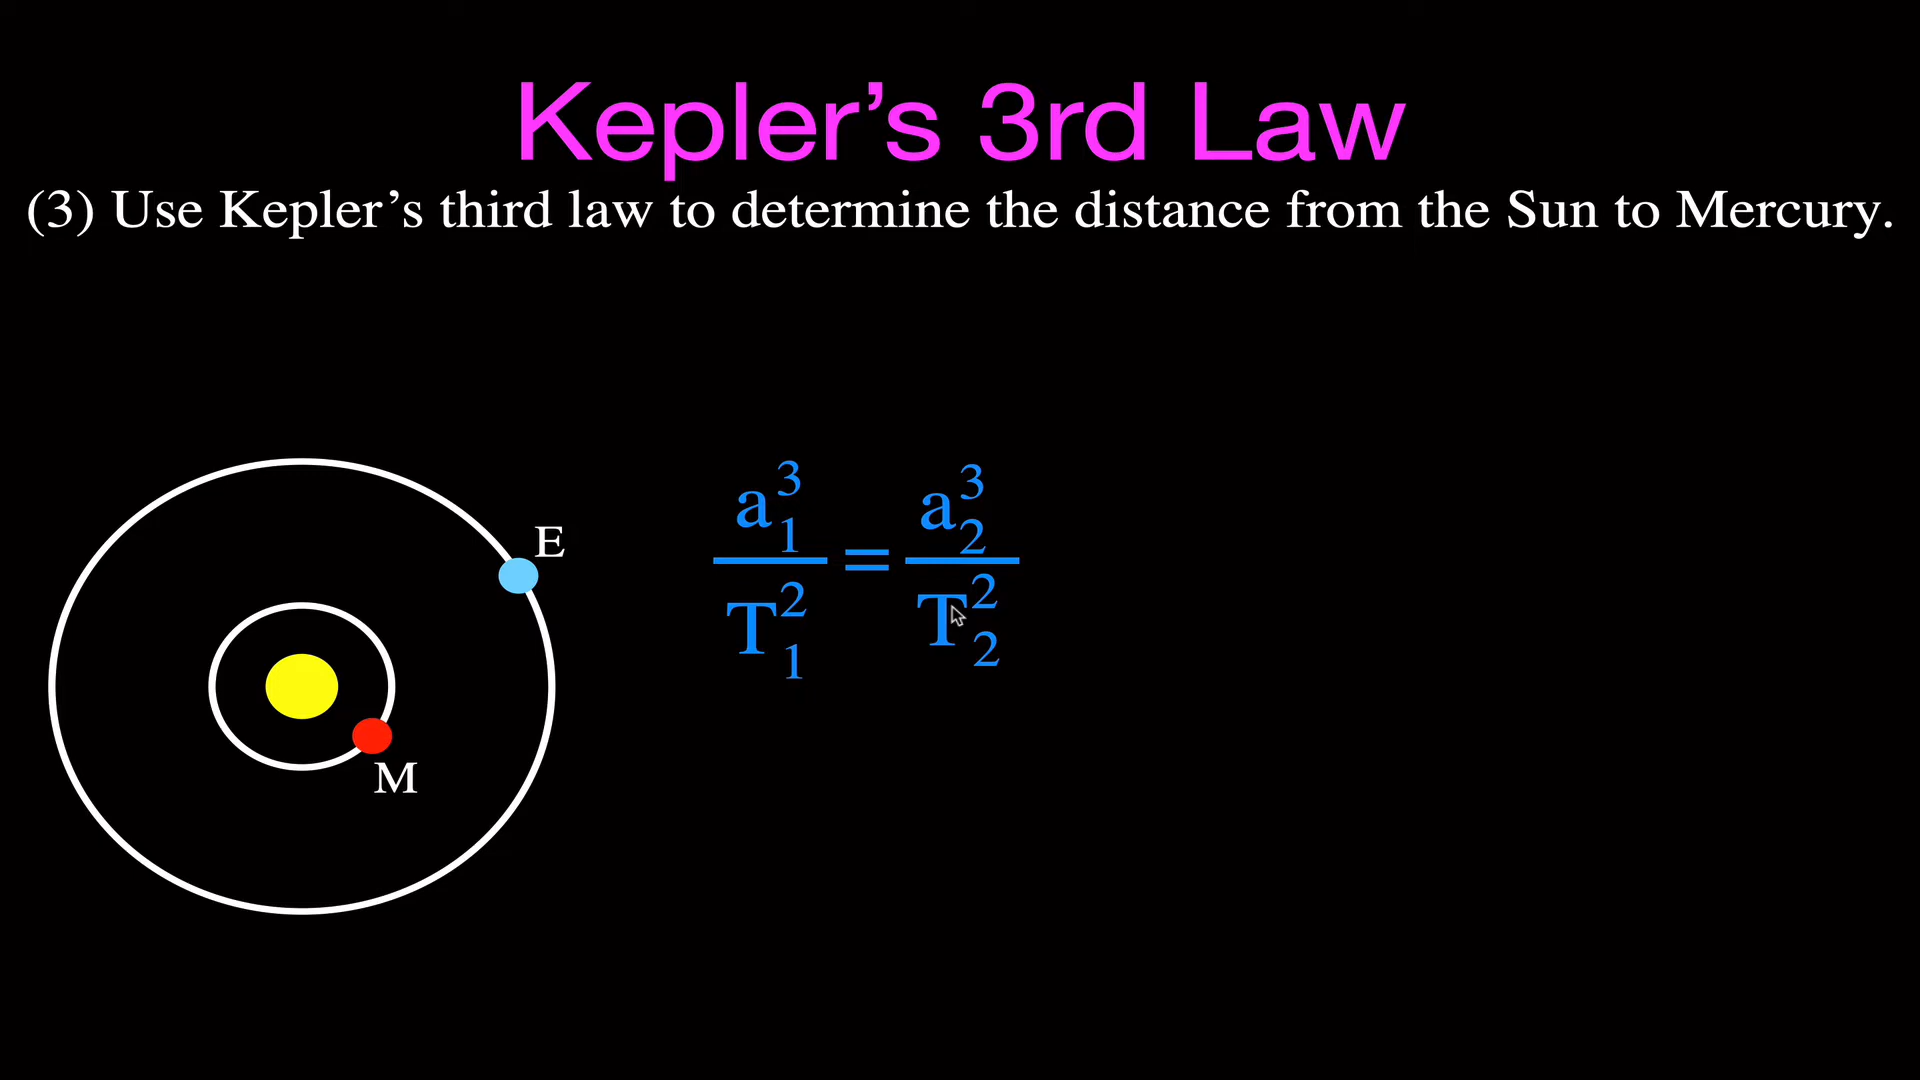 Kepler’s 3rd Law
(3) Use Kepler’s third law to determine the distance from the Sun to Mercury.
E
M
a₁³ / T₁² = a₂³ / T₂²